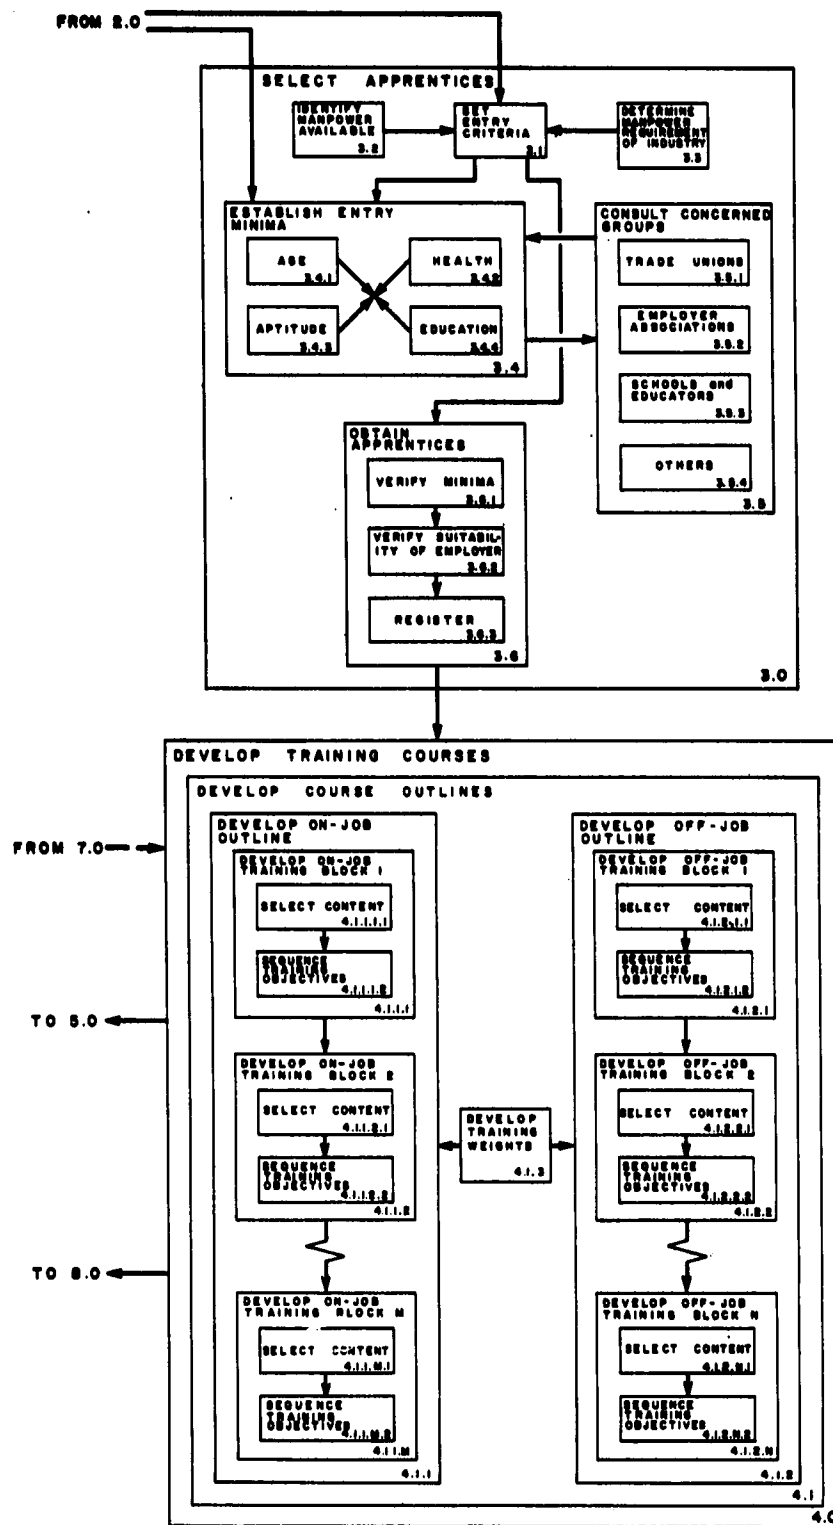 FROM 2.0
SELECT APPRENTICES
IDENTIFY
MANPOWER
AVAILABLE
3.2
SET
ENTRY
CRITERIA
3.1
DETERMINE
MANPOWER
REQUIREMENT
OF INDUSTRY
3.3
ESTABLISH ENTRY
MINIMA
AGE
3.4.1
HEALTH
3.4.2
APTITUDE
3.4.3
EDUCATION
3.4.4
3.4
CONSULT CONCERNED
GROUPS
TRADE UNIONS
3.5.1
EMPLOYER
ASSOCIATIONS
3.5.2
SCHOOLS and
EDUCATORS
3.5.3
OTHERS
3.5.4
3.5
OBTAIN
APPRENTICES
VERIFY MINIMA
3.6.1
VERIFY SUITABIL-
ITY OF EMPLOYER
3.6.2
REGISTER
3.6.3
3.6
3.0
DEVELOP TRAINING COURSES
DEVELOP COURSE OUTLINES
DEVELOP ON-JOB
OUTLINE
DEVELOP ON-JOB
TRAINING BLOCK 1
SELECT CONTENT
4.1.1.1.1
SEQUENCE
TRAINING
OBJECTIVES
4.1.1.1.2
4.1.1.1
DEVELOP ON-JOB
TRAINING BLOCK 2
SELECT CONTENT
4.1.1.2.1
SEQUENCE
TRAINING
OBJECTIVES
4.1.1.2.2
4.1.1.2
DEVELOP ON-JOB
TRAINING BLOCK M
SELECT CONTENT
4.1.1.M.1
SEQUENCE
TRAINING
OBJECTIVES
4.1.1.M.2
4.1.1.M
4.1.1
DEVELOP
TRAINING
WEIGHTS
4.1.3
DEVELOP OFF-JOB
OUTLINE
DEVELOP OFF-JOB
TRAINING BLOCK 1
SELECT CONTENT
4.1.2.1.1
SEQUENCE
TRAINING
OBJECTIVES
4.1.2.1.2
4.1.2.1
DEVELOP OFF-JOB
TRAINING BLOCK 2
SELECT CONTENT
4.1.2.2.1
SEQUENCE
TRAINING
OBJECTIVES
4.1.2.2.2
4.1.2.2
DEVELOP OFF-JOB
TRAINING BLOCK N
SELECT CONTENT
4.1.2.N.1
SEQUENCE
TRAINING
OBJECTIVES
4.1.2.N.2
4.1.2.N
4.1.2
4.1
4.0
FROM 7.0
TO 5.0
TO 6.0